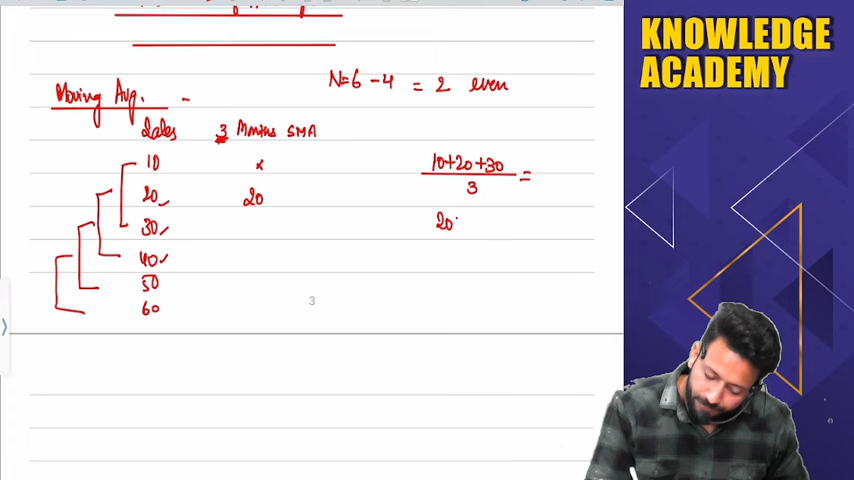 KNOWLEDGE
ACADEMY
Moving Avg. -
N=6 - 4 = 2 even
Sales 3 Months SMA
10 x
20 20
30
40
50
60
10+20+30 =
3
20
3